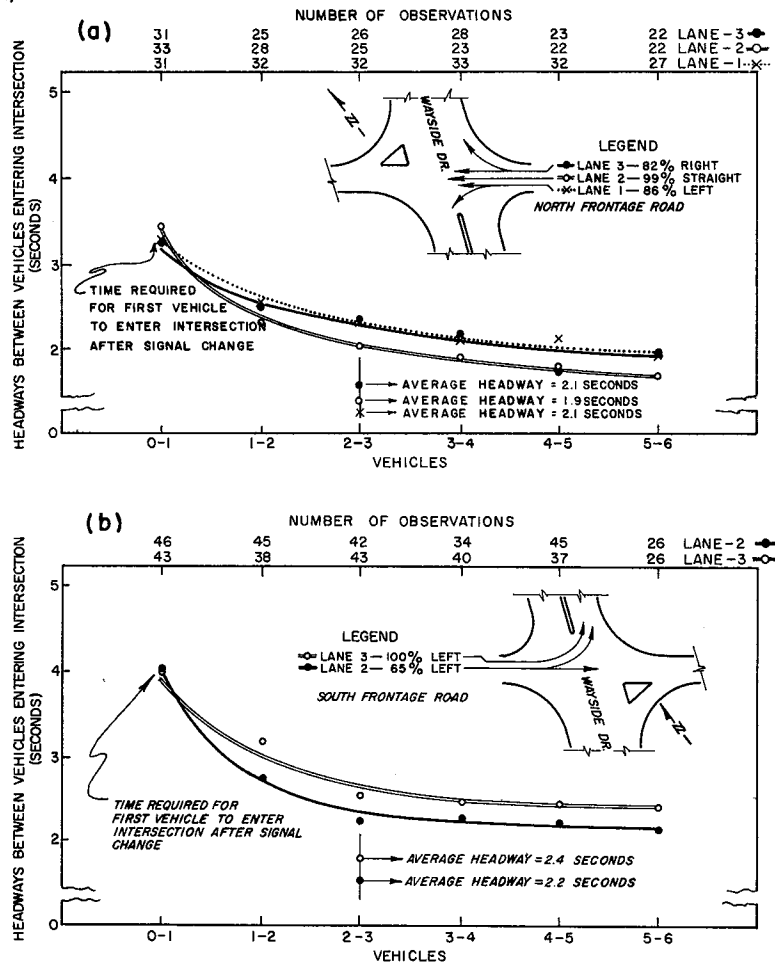 NUMBER OF OBSERVATIONS
(a)
31 25 26 28 23 22 LANE-3
33 28 25 23 22 22 LANE-2
31 32 32 33 32 27 LANE-1
HEADWAYS BETWEEN VEHICLES ENTERING INTERSECTION
(SECONDS)
5
4
3
2
0
N
WAYSIDE DR.
LEGEND
LANE 3-82% RIGHT
LANE 2-99% STRAIGHT
LANE 1-86% LEFT
NORTH FRONTAGE ROAD
TIME REQUIRED
FOR FIRST VEHICLE
TO ENTER INTERSECTION
AFTER SIGNAL CHANGE
AVERAGE HEADWAY = 2.1 SECONDS
AVERAGE HEADWAY = 1.9 SECONDS
AVERAGE HEADWAY = 2.1 SECONDS
0-1 1-2 2-3 3-4 4-5 5-6
VEHICLES
(b)
NUMBER OF OBSERVATIONS
46 45 42 34 45 26 LANE-2
43 38 43 40 37 26 LANE-3
HEADWAYS BETWEEN VEHICLES ENTERING INTERSECTION
(SECONDS)
5
4
3
2
0
LEGEND
LANE 3-100% LEFT
LANE 2-65% LEFT
SOUTH FRONTAGE ROAD
WAYSIDE DR.
N
TIME REQUIRED FOR
FIRST VEHICLE TO ENTER
INTERSECTION AFTER SIGNAL
CHANGE
AVERAGE HEADWAY = 2.4 SECONDS
AVERAGE HEADWAY = 2.2 SECONDS
0-1 1-2 2-3 3-4 4-5 5-6
VEHICLES